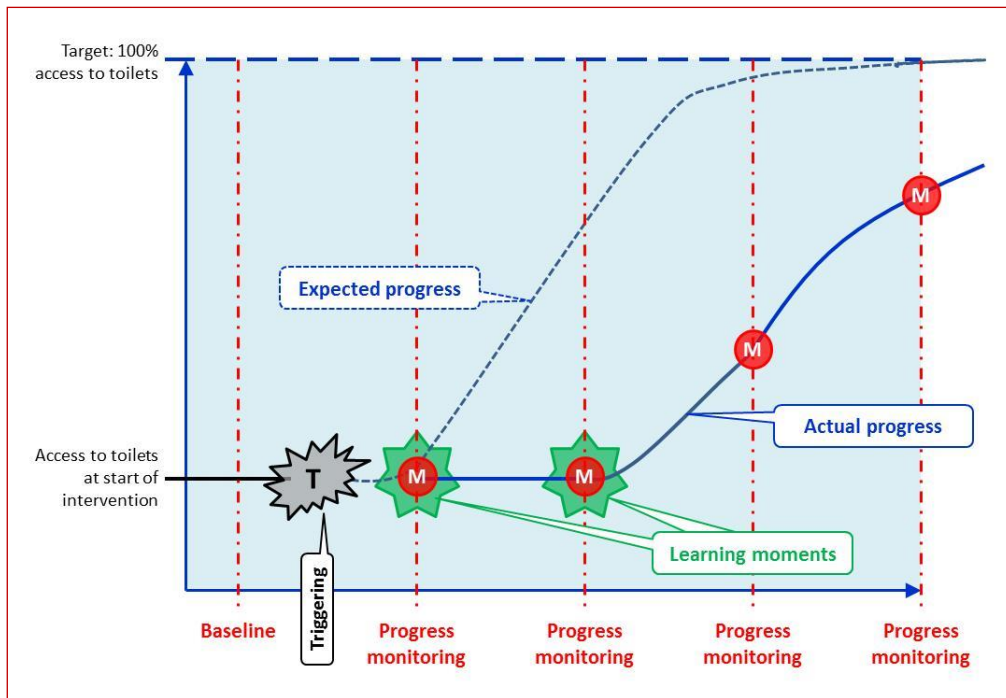 Target: 100%
access to toilets
Expected progress
M
M
Actual progress
Access to toilets
at start of
intervention
T
M
M
Learning moments
Triggering
Baseline
Progress
monitoring
Progress
monitoring
Progress
monitoring
Progress
monitoring